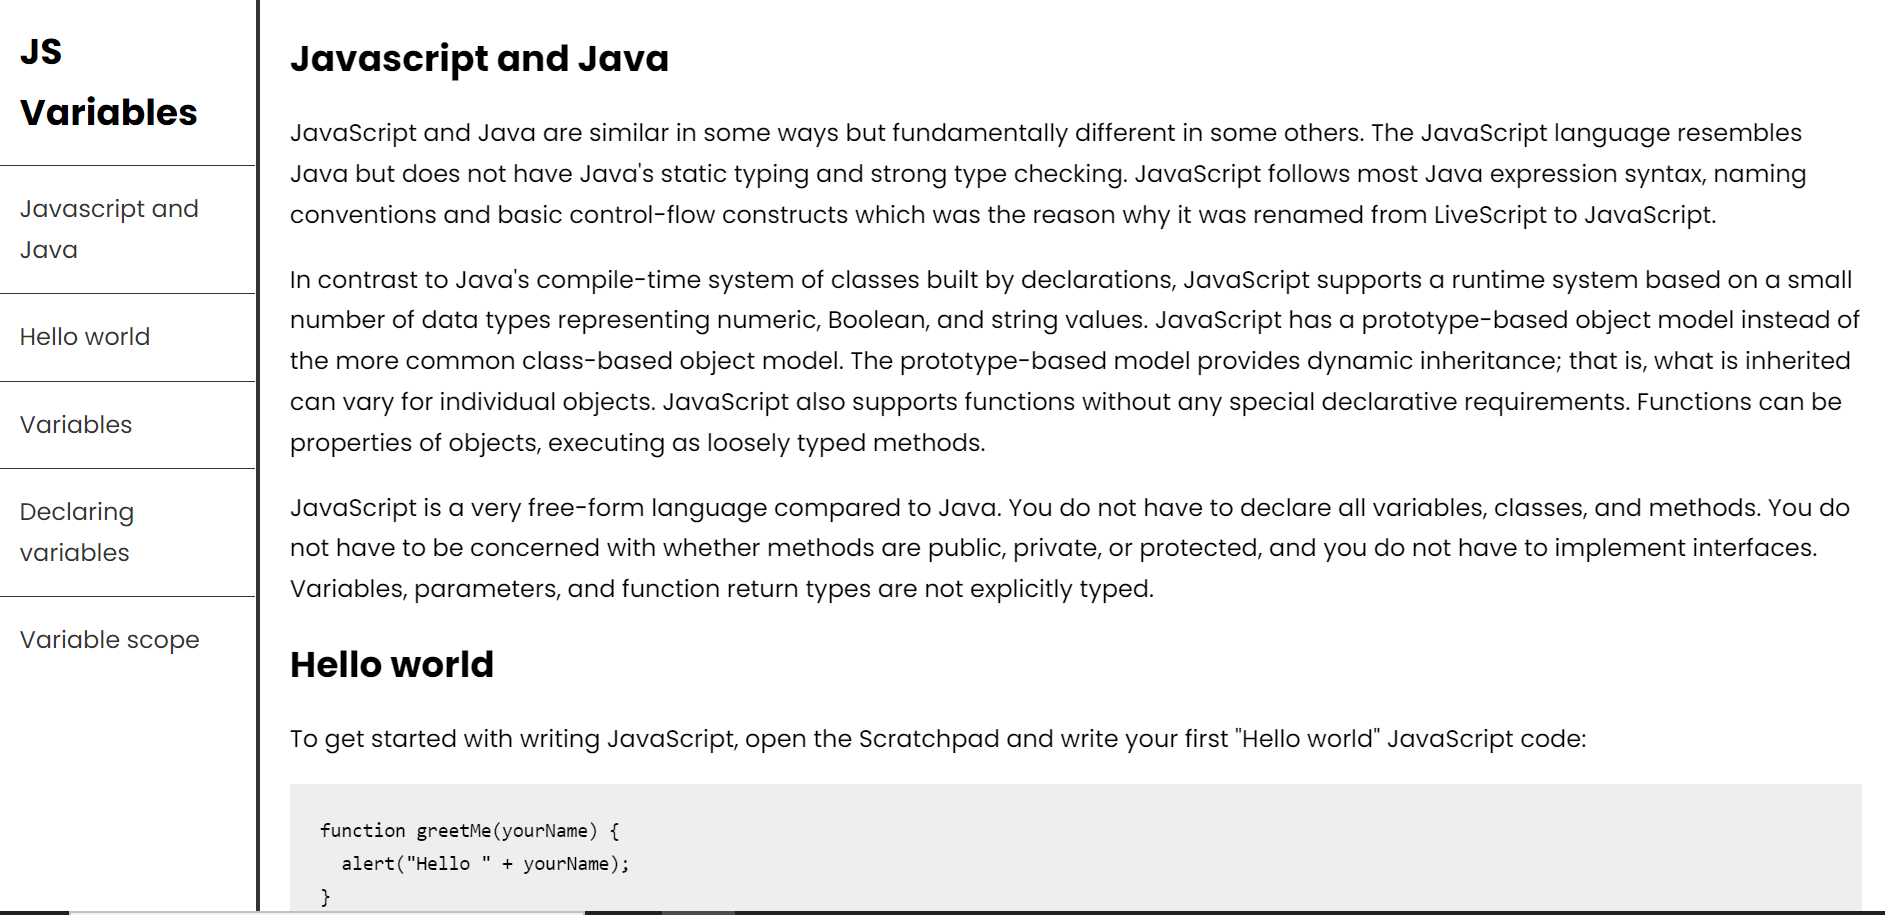 JS
Variables
Javascript and
Java
Hello world
Variables
Declaring
variables
Variable scope
Javascript and Java
JavaScript and Java are similar in some ways but fundamentally different in some others. The JavaScript language resembles
Java but does not have Java's static typing and strong type checking. JavaScript follows most Java expression syntax, naming
conventions and basic control-flow constructs which was the reason why it was renamed from LiveScript to JavaScript.
In contrast to Java's compile-time system of classes built by declarations, JavaScript supports a runtime system based on a small
number of data types representing numeric, Boolean, and string values. JavaScript has a prototype-based object model instead of
the more common class-based object model. The prototype-based model provides dynamic inheritance; that is, what is inherited
can vary for individual objects. JavaScript also supports functions without any special declarative requirements. Functions can be
properties of objects, executing as loosely typed methods.
JavaScript is a very free-form language compared to Java. You do not have to declare all variables, classes, and methods. You do
not have to be concerned with whether methods are public, private, or protected, and you do not have to implement interfaces.
Variables, parameters, and function return types are not explicitly typed.
Hello world
To get started with writing JavaScript, open the Scratchpad and write your first "Hello world" JavaScript code:
function greetMe(yourName) {
  alert("Hello " + yourName);
}